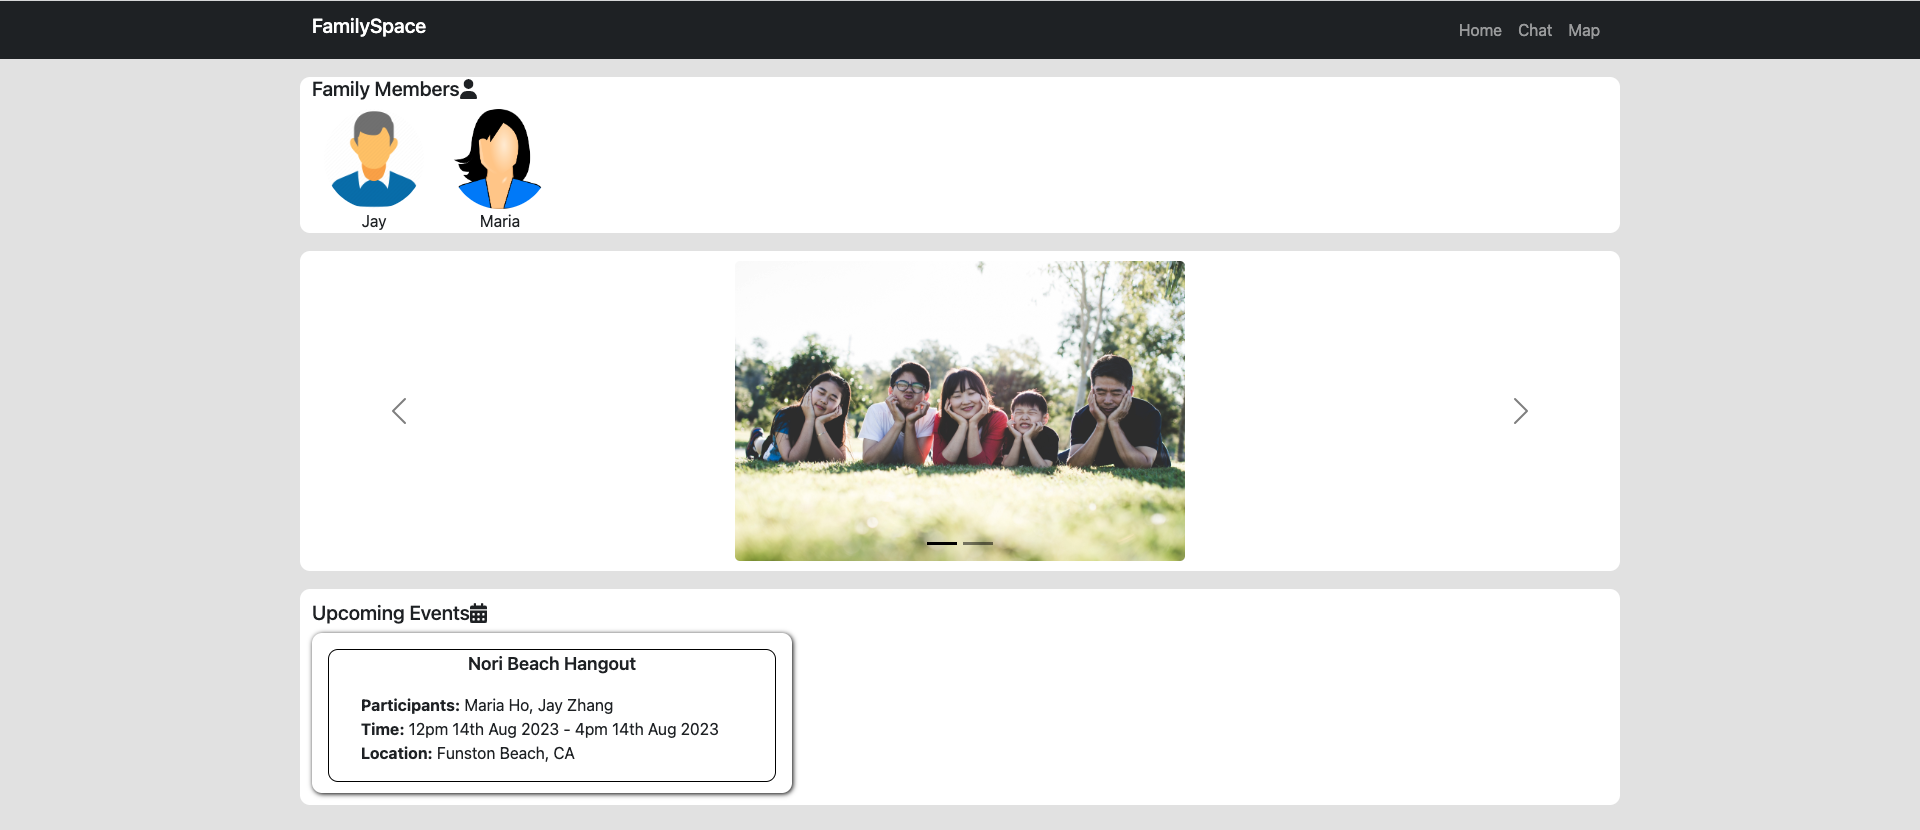 FamilySpace
Home Chat Map
Family Members
Jay
Maria
Upcoming Events
Nori Beach Hangout
Participants: Maria Ho, Jay Zhang
Time: 12pm 14th Aug 2023 - 4pm 14th Aug 2023
Location: Funston Beach, CA